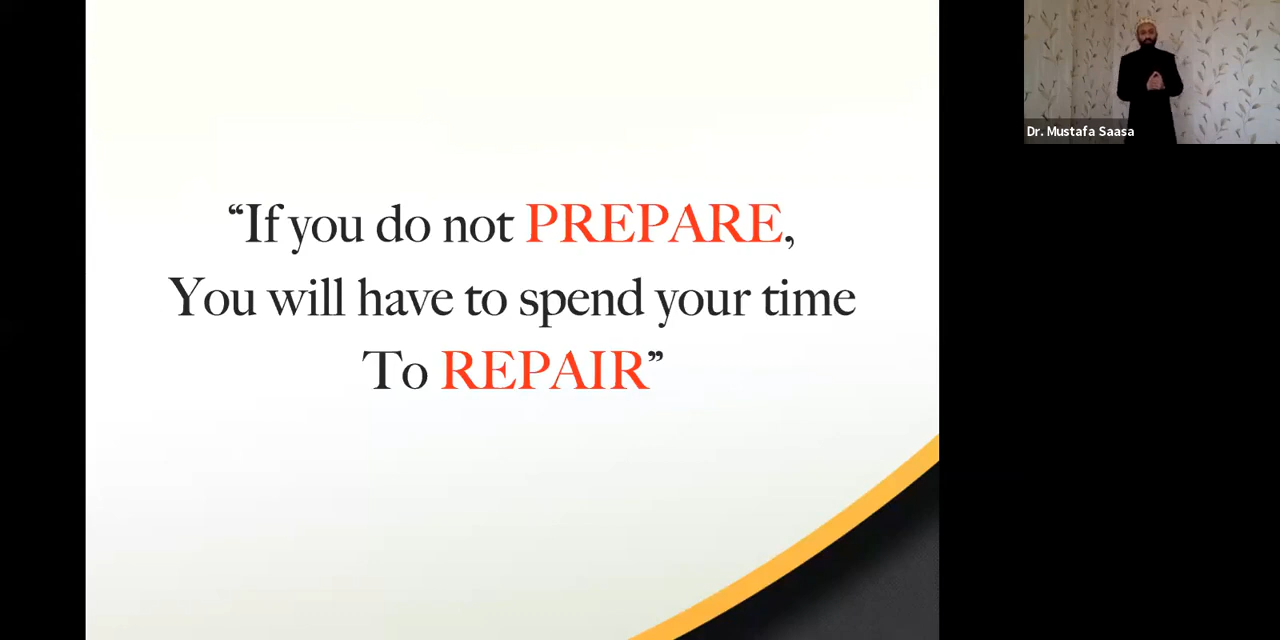 “If you do not PREPARE,
You will have to spend your time
To REPAIR”
Dr. Mustafa Saasa